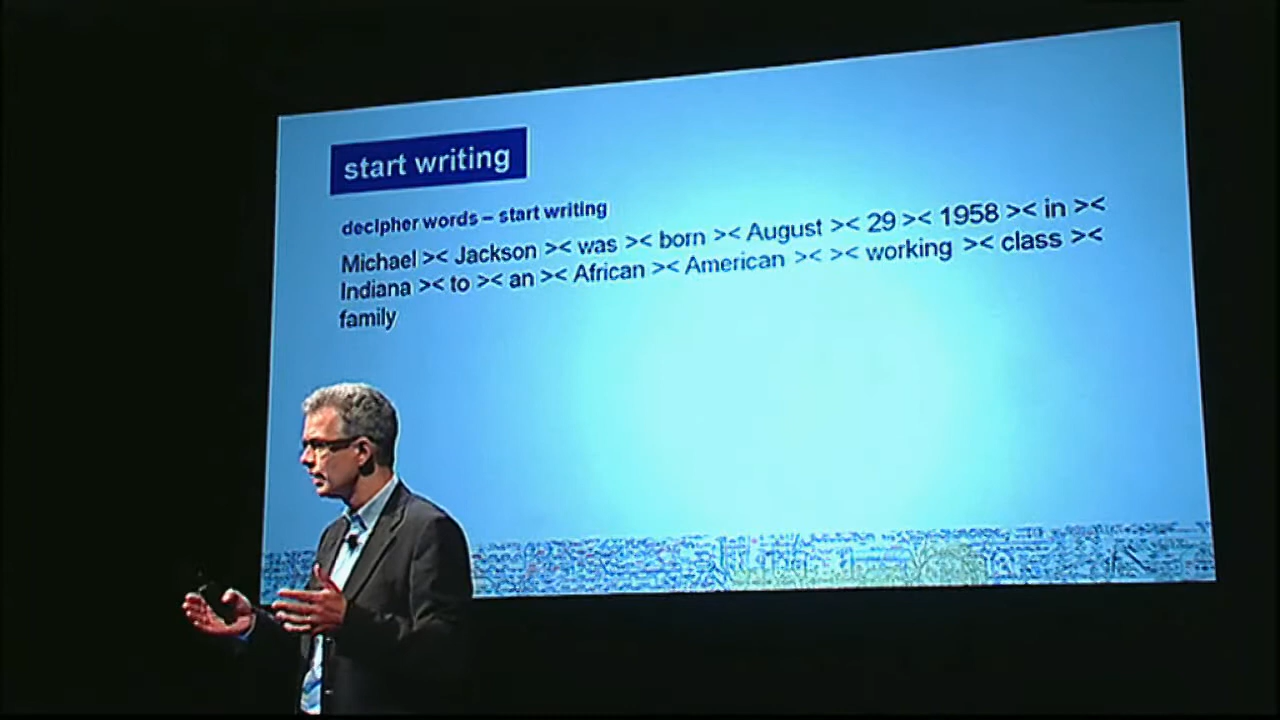 start writing
decipher words – start writing
Michael >< Jackson >< was >< born >< August >< 29 >< 1958 >< in ><
Indiana >< to >< an >< African >< American >< >< working >< class ><
family